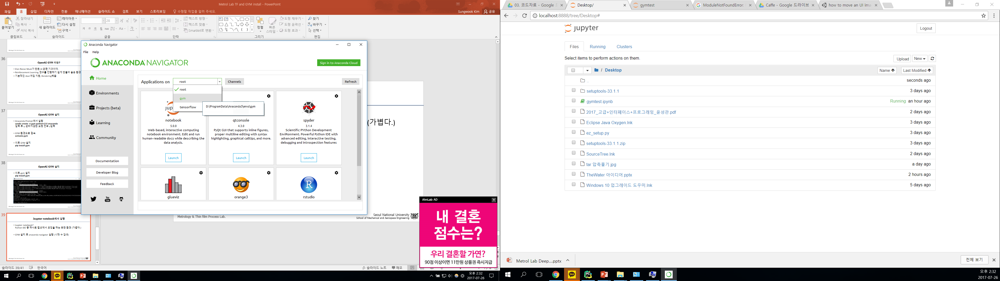 Metrol Lab TF and GYM install - PowerPoint
파일
홈
삽입
디자인
전환
애니메이션
슬라이드 쇼
검토
보기
스토리보딩
수행할 작업을 알려 주세요.
Sungwook Kim
공유
붙여넣기
잘라내기
복사
서식 복사
클립보드
새 슬라이드
레이아웃
다시 설정
구역
슬라이드
28
글꼴
텍스트 방향
텍스트 맞춤
SmartArt로 변환
단락
정렬
빠른 스타일
도형 채우기
도형 윤곽선
도형 효과
그리기
찾기
바꾸기
선택
편집
36
OpenAI GYM 이란?
• Elon Reeve Musk가 만든 AI 관련 기구이다.
• Reinforcement Learning 연구를 진행하기 쉽게 만들어 놓은 환경
• 기본적인 Atari게임 지원, Rendering해줌
37
OpenAI GYM 설치
• Anaconda Prompt에서 실행
conda create -n gym python=3.6 anaconda
입력 후 y, 관리자권한 요청 전부 y입력
• GYM 환경으로 접속
activate gym
• 이후 GYM 설치
pip install gym
38
OpenAI GYM 설치
• 이후 gym 설치
pip install gym
39
Juypter notebook에서 실행
• Juypter notebook?
Python IDE 중 하나로 웹상에서 코딩을 하는 듯한 환경 (가볍다.)
• GYM 설치 후 anaconda navigator 실행 (시작 → 검색)
Anaconda Navigator
File
Help
ANACONDA NAVIGATOR
Sign in to Anaconda Cloud
Home
Environments
Projects (beta)
Learning
Community
Documentation
Developer Blog
Feedback
Applications on
root
Channels
Refresh
root
gym
tensorflow
D:\ProgramData\Anaconda3\envs\gym
notebook
5.0.0
Web-based, interactive computing
notebook environment. Edit and run
human-readable docs while describing the
data analysis.
Launch
qtconsole
4.3.0
PyQt GUI that supports inline figures,
proper multiline editing with syntax
highlighting, graphical calltips, and more.
Launch
spyder
3.1.4
Scientific PYthon Development
EnviRonment. Powerful Python IDE with
advanced editing, interactive testing,
debugging and introspection features
Launch
glueviz
orange3
rstudio
(가볍다.)
Metrology & Thin film Process Lab.
Seoul National University
School of Mechanical and Aerospace Engineering
AhnLab AD
내 결혼
점수는?
우리 결혼할 가연?
90점 이상이면 11만원 상품권 즉시지급
슬라이드 39/41
한국어
슬라이드 노트
메모
오후 2:32
2017-07-26
03. 코드자료 - Google 드
Desktop/
gymtest
ModuleNotFoundError:
Caffe - Google 드라이브
how to move an UI Ima
localhost:8888/tree/Desktop#
jupyter
Logout
Files
Running
Clusters
Select items to perform actions on them.
Upload
New
/ Desktop
Name
Last Modified
..
seconds ago
setuptools-33.1.1
3 days ago
gymtest.ipynb
Running an hour ago
2017_고급+인터페이스+프로그래밍_윤성관.pdf
2 days ago
Eclipse Java Oxygen.lnk
3 days ago
ez_setup.py
3 days ago
setuptools-33.1.1.zip
3 days ago
SourceTree.lnk
2 days ago
tar 압축풀기.jpg
a day ago
TheWater 아이디어.pptx
2 hours ago
Windows 10 업그레이드 도우미.lnk
5 days ago
Metrol Lab Deep....pptx
전체 보기
오후 2:32
2017-07-26